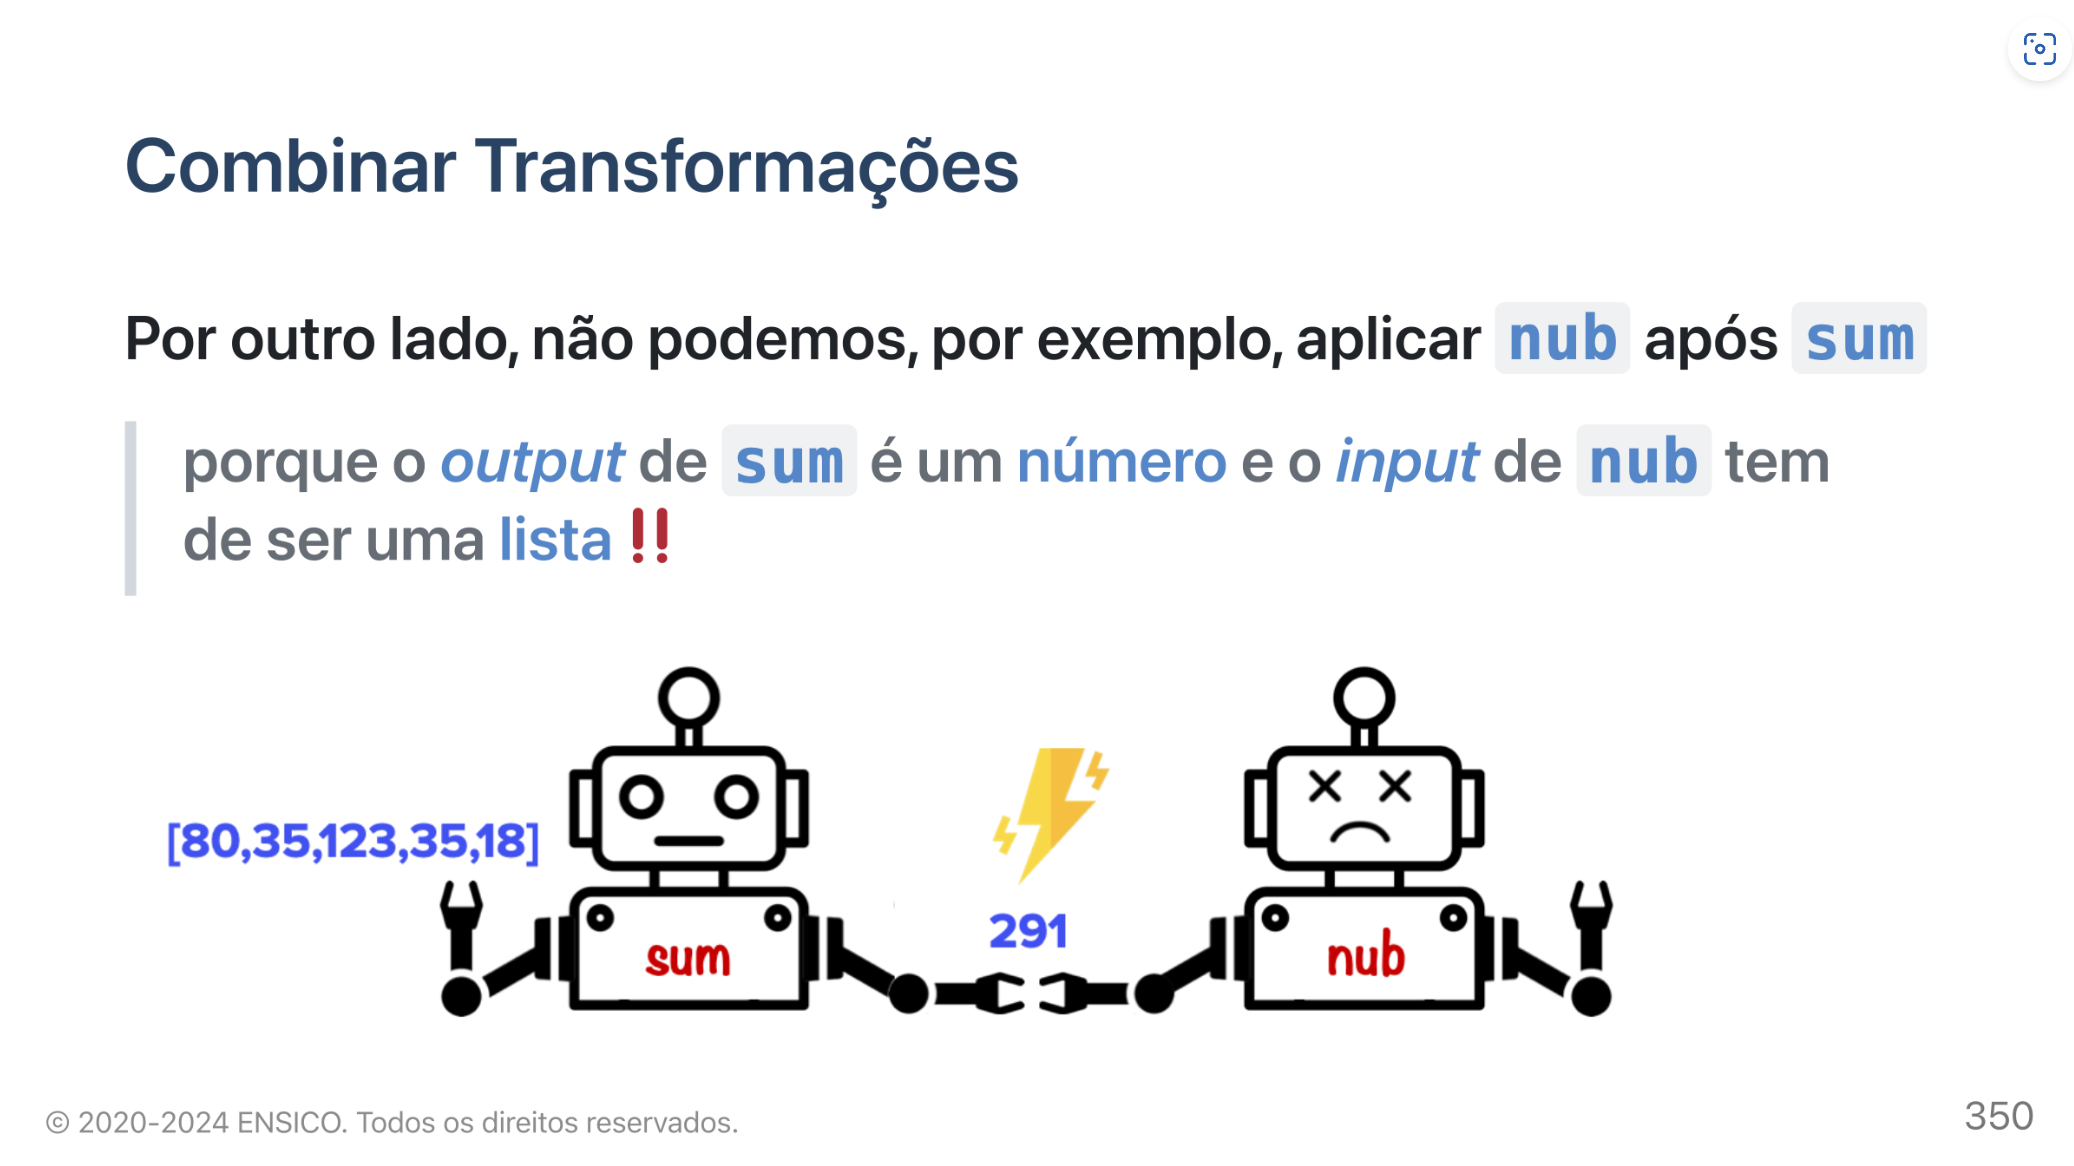 Combinar Transformações
Por outro lado, não podemos, por exemplo, aplicar nub após sum
porque o output de sum é um número e o input de nub tem
de ser uma lista ‼
[80,35,123,35,18]
291
sum
nub
© 2020-2024 ENSICO. Todos os direitos reservados.
350